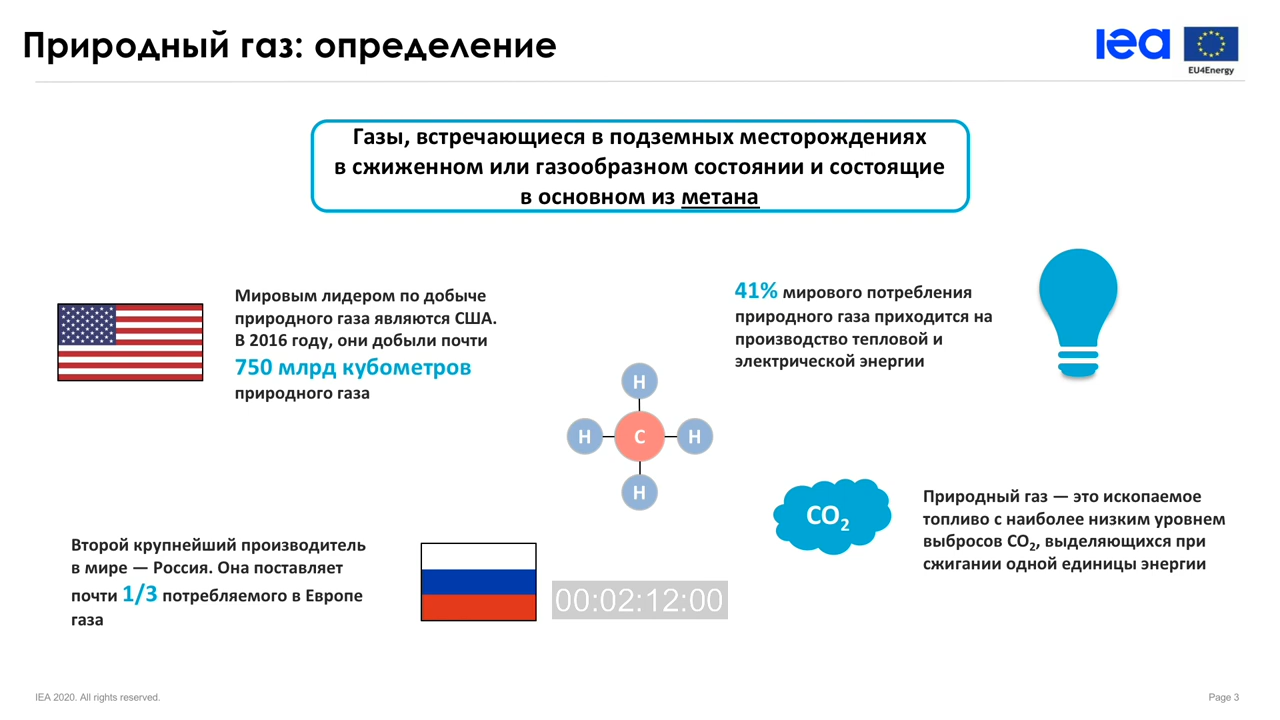 Природный газ: определение
iea
EU4Energy
Газы, встречающиеся в подземных месторождениях
в сжиженном или газообразном состоянии и состоящие
в основном из метана
Мировым лидером по добыче
природного газа являются США.
В 2016 году, они добыли почти
750 млрд кубометров
природного газа
41% мирового потребления
природного газа приходится на
производство тепловой и
электрической энергии
H
H C H
H
CO₂
Природный газ — это ископаемое
топливо с наиболее низким уровнем
выбросов CO₂, выделяющихся при
сжигании одной единицы энергии
Второй крупнейший производитель
в мире — Россия. Она поставляет
почти 1/3 потребляемого в Европе
газа
00:02:12:00
IEA 2020. All rights reserved.
Page 3